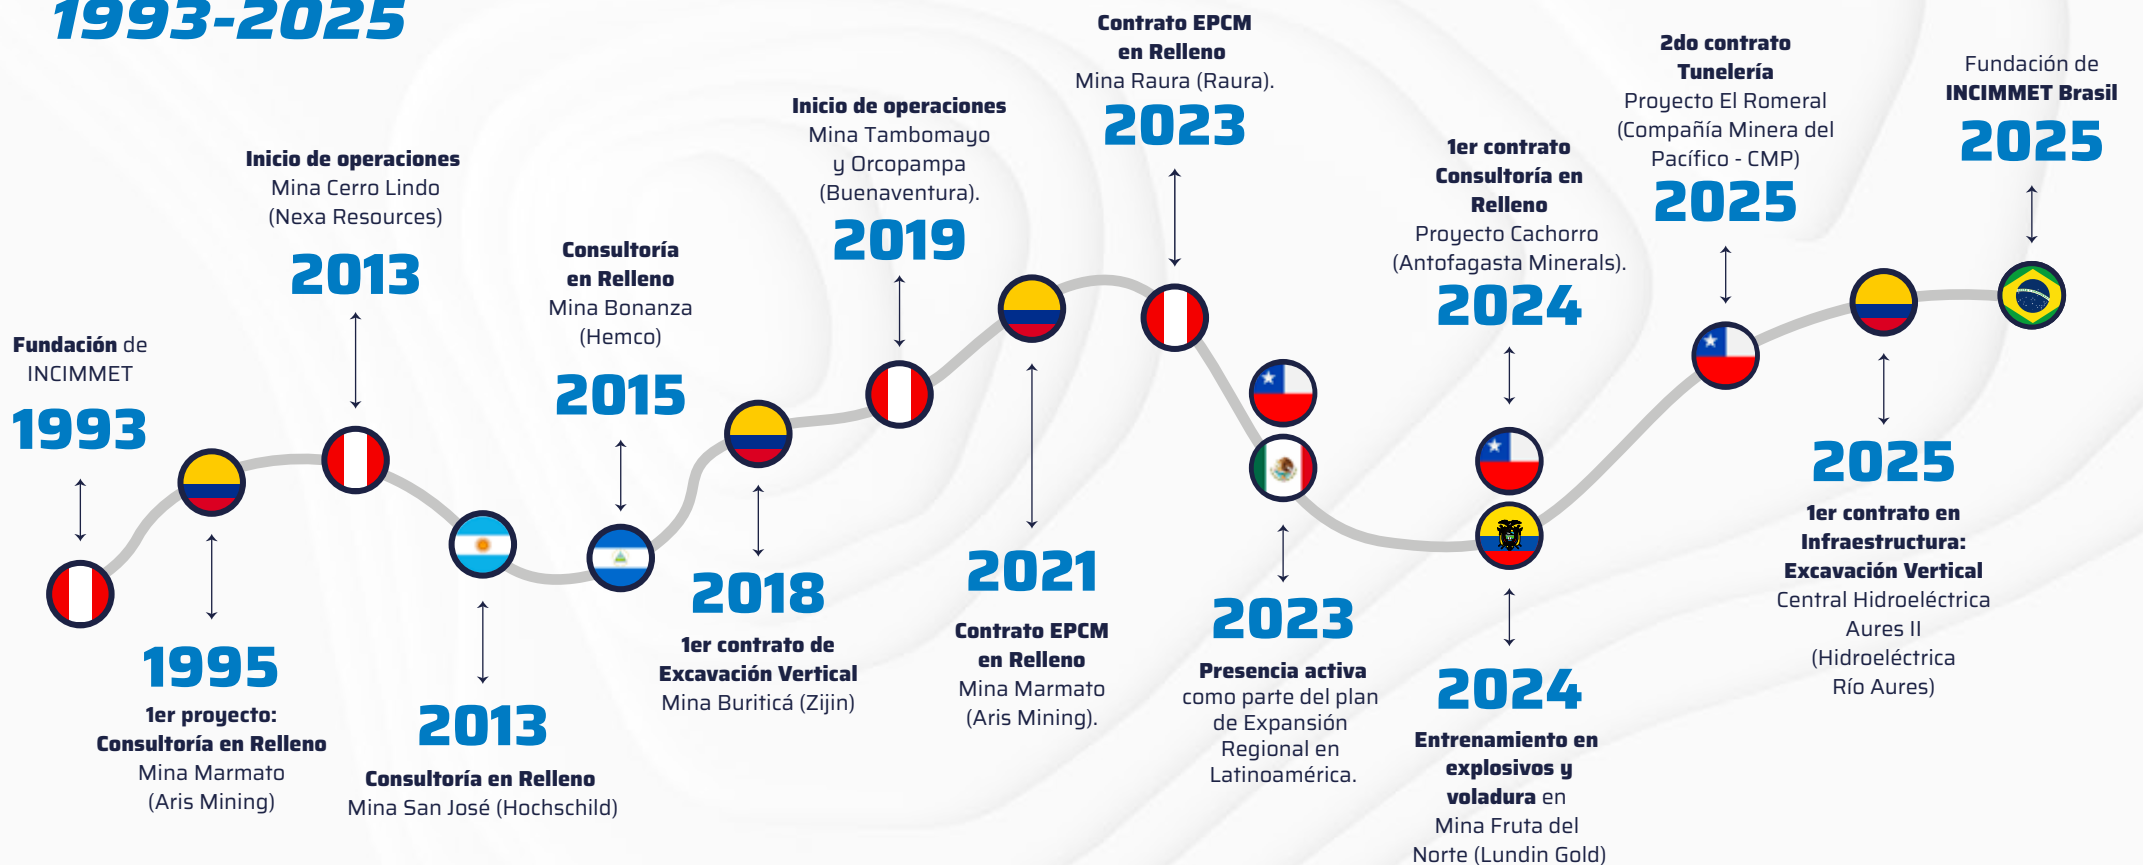 1993-2025
Fundación de
INCIMMET
1993
1995
1er proyecto:
Consultoría en Relleno
Mina Marmato
(Aris Mining)
Inicio de operaciones
Mina Cerro Lindo
(Nexa Resources)
2013
2013
Consultoría en Relleno
Mina San José (Hochschild)
Consultoría
en Relleno
Mina Bonanza
(Hemco)
2015
2018
1er contrato de
Excavación Vertical
Mina Buriticá (Zijin)
Inicio de operaciones
Mina Tambomayo
y Orcopampa
(Buenaventura).
2019
2021
Contrato EPCM
en Relleno
Mina Marmato
(Aris Mining).
Contrato EPCM
en Relleno
Mina Raura (Raura).
2023
2023
Presencia activa
como parte del plan
de Expansión
Regional en
Latinoamérica.
1er contrato
Consultoría en
Relleno
Proyecto Cachorro
(Antofagasta Minerals).
2024
2024
Entrenamiento en
explosivos y
voladura en
Mina Fruta del
Norte (Lundin Gold)
2do contrato
Tunelería
Proyecto El Romeral
(Compañía Minera del
Pacífico - CMP)
2025
2025
1er contrato en
Infraestructura:
Excavación Vertical
Central Hidroeléctrica
Aures II
(Hidroeléctrica
Río Aures)
Fundación de
INCIMMET Brasil
2025